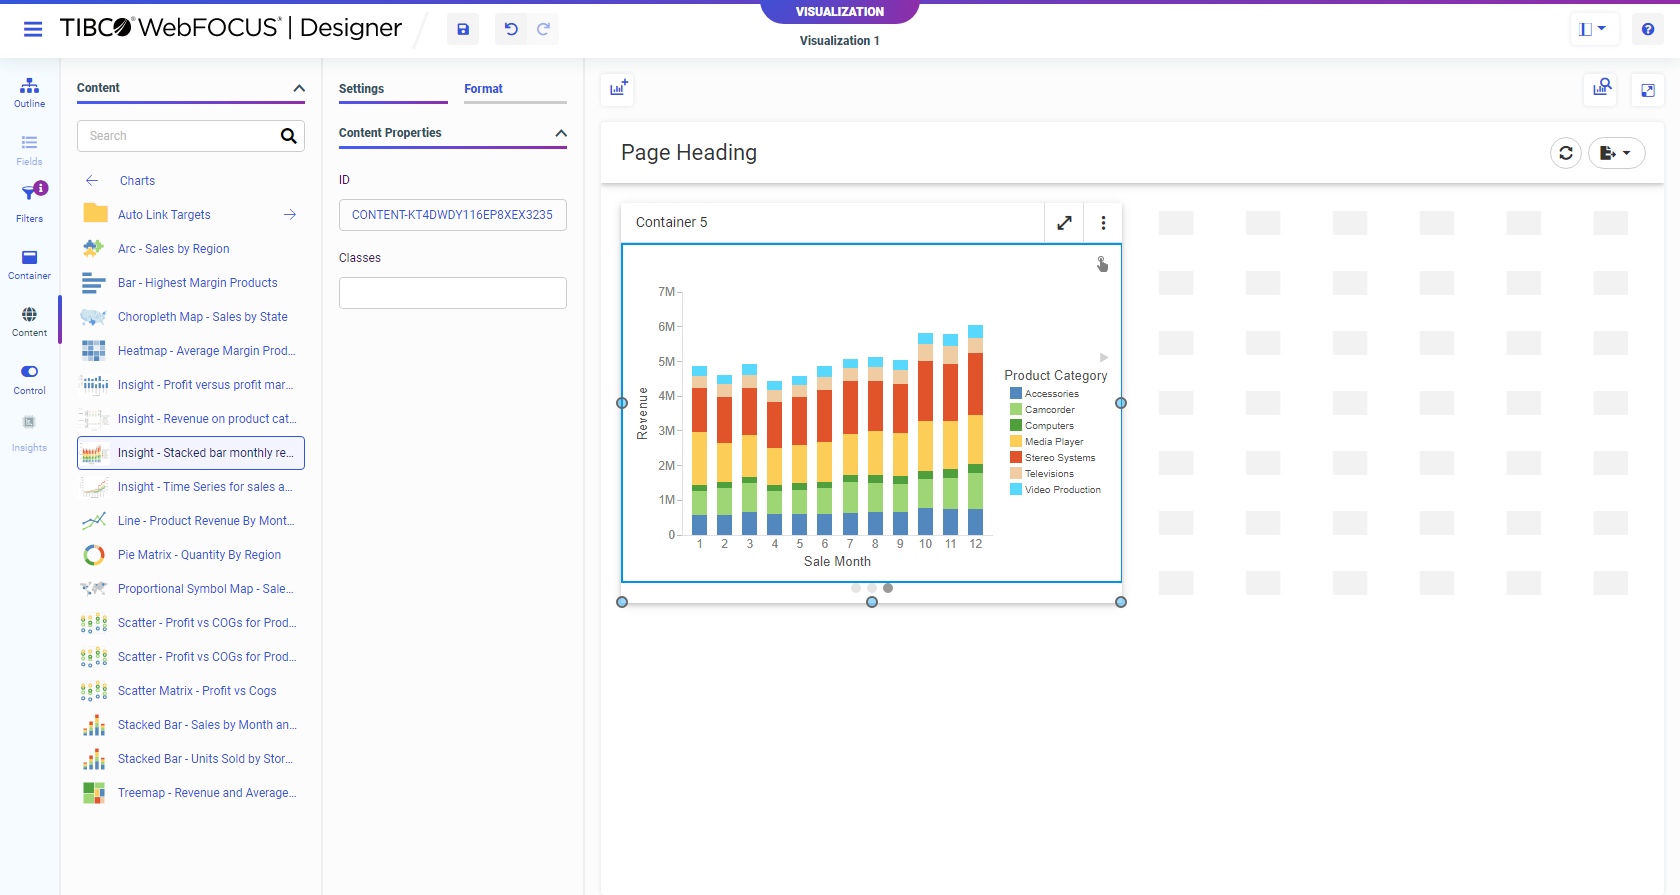 TIBCO® WebFOCUS® | Designer
VISUALIZATION
Visualization 1
Outline
Fields
Filters
Container
Content
Control
Insights
Content
Search
Charts
Auto Link Targets
Arc - Sales by Region
Bar - Highest Margin Products
Choropleth Map - Sales by State
Heatmap - Average Margin Prod...
Insight - Profit versus profit mar...
Insight - Revenue on product cat...
Insight - Stacked bar monthly re...
Insight - Time Series for sales a...
Line - Product Revenue By Mont...
Pie Matrix - Quantity By Region
Proportional Symbol Map - Sale...
Scatter - Profit vs COGs for Prod...
Scatter - Profit vs COGs for Prod...
Scatter Matrix - Profit vs Cogs
Stacked Bar - Sales by Month an...
Stacked Bar - Units Sold by Stor...
Treemap - Revenue and Average...
Settings
Format
Content Properties
ID
CONTENT-KT4DWDY116EP8XEX3235
Classes
Page Heading
Container 5
7M
6M
5M
4M
3M
2M
1M
0
Revenue
1 2 3 4 5 6 7 8 9 10 11 12
Sale Month
Product Category
Accessories
Camcorder
Computers
Media Player
Stereo Systems
Televisions
Video Production